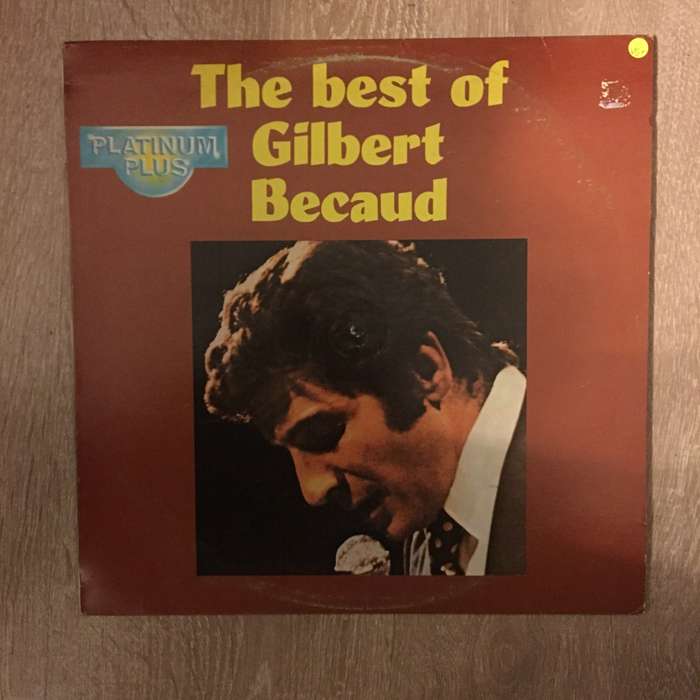 The best of
PLATINUM
PLUS
Gilbert
Becaud